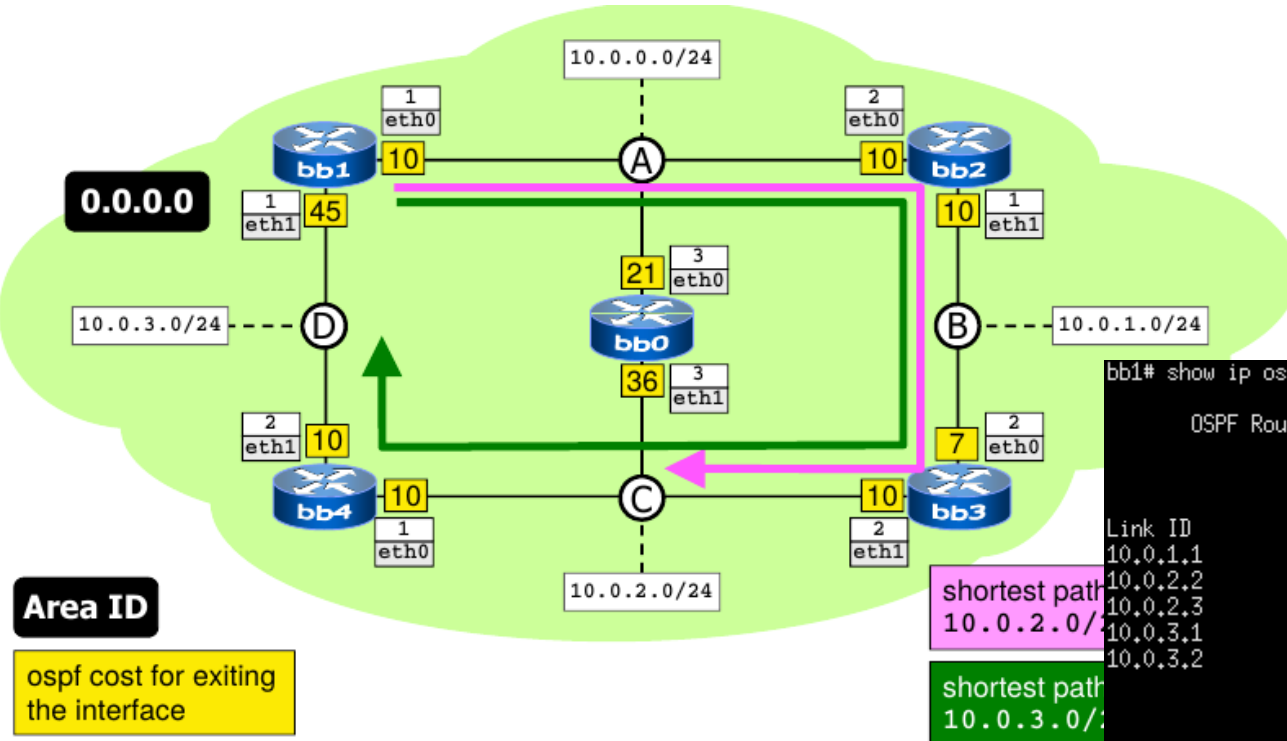 10.0.0.0/24
1
eth0
2
eth0
bb1
10
A
10
bb2
0.0.0.0
1
eth1
45
10
1
eth1
21
3
eth0
10.0.3.0/24
D
bb0
B
10.0.1.0/24
36
3
eth1
bb1# show ip os
OSPF Rou
2
eth1
10
7
2
eth0
bb4
10
C
10
bb3
1
eth0
2
eth1
Link ID
10.0.1.1
10.0.2.2
10.0.2.3
10.0.3.1
10.0.3.2
10.0.2.0/24
Area ID
shortest path
10.0.2.0/2
ospf cost for exiting
the interface
shortest path
10.0.3.0/2